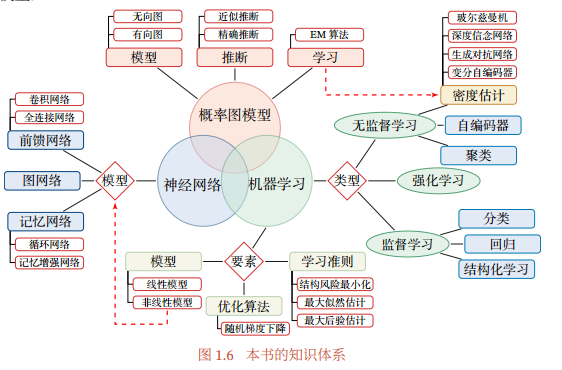 无向图
有向图
模型
近似推断
精确推断
推断
EM 算法
学习
玻尔兹曼机
深度信念网络
生成对抗网络
变分自编码器
密度估计
概率图模型
神经网络
机器学习
卷积网络
全连接网络
前馈网络
图网络
记忆网络
循环网络
记忆增强网络
模型
类型
无监督学习
自编码器
聚类
强化学习
监督学习
分类
回归
结构化学习
要素
模型
线性模型
非线性模型
优化算法
随机梯度下降
学习准则
结构风险最小化
最大似然估计
最大后验估计
图 1.6 本书的知识体系